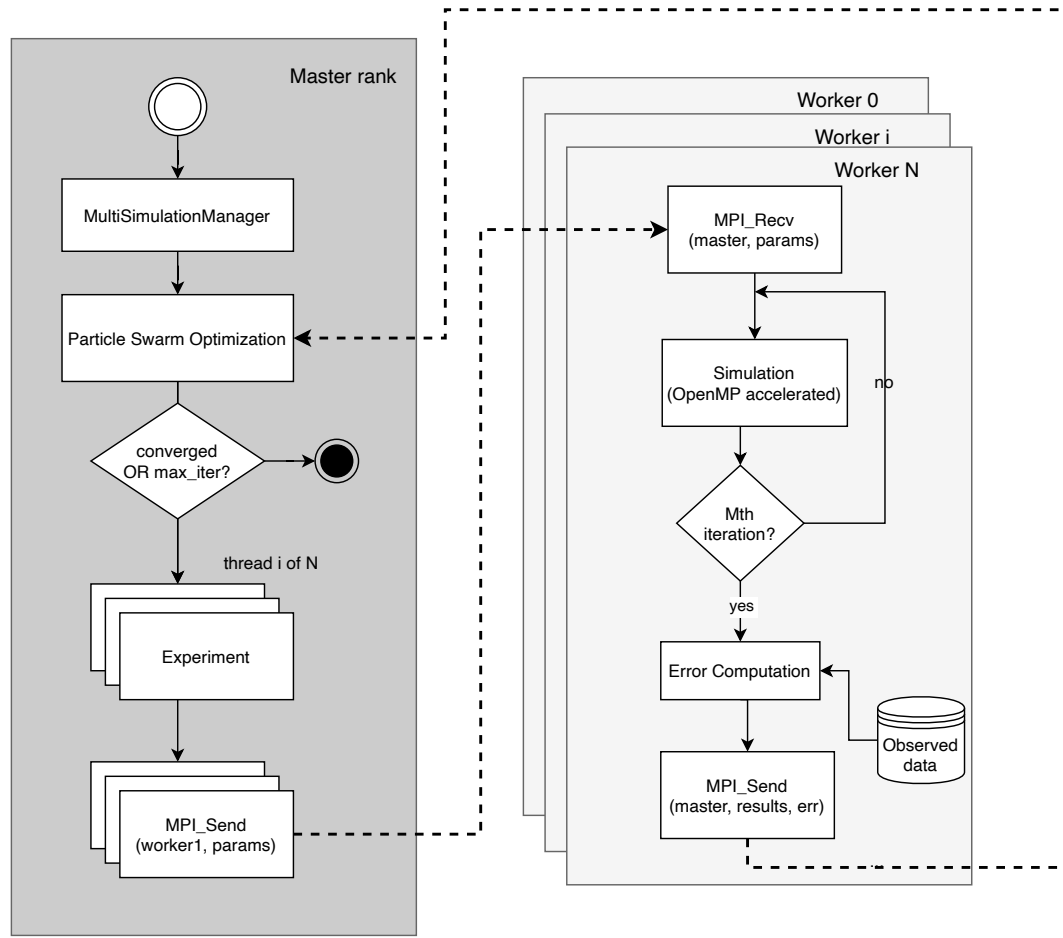 Master rank
MultiSimulationManager
Particle Swarm Optimization
converged
OR max_iter?
thread i of N
Experiment
MPI_Send
(worker1, params)
Worker 0
Worker i
Worker N
MPI_Recv
(master, params)
Simulation
(OpenMP accelerated)
no
Mth
iteration?
yes
Error Computation
Observed
data
MPI_Send
(master, results, err)
...